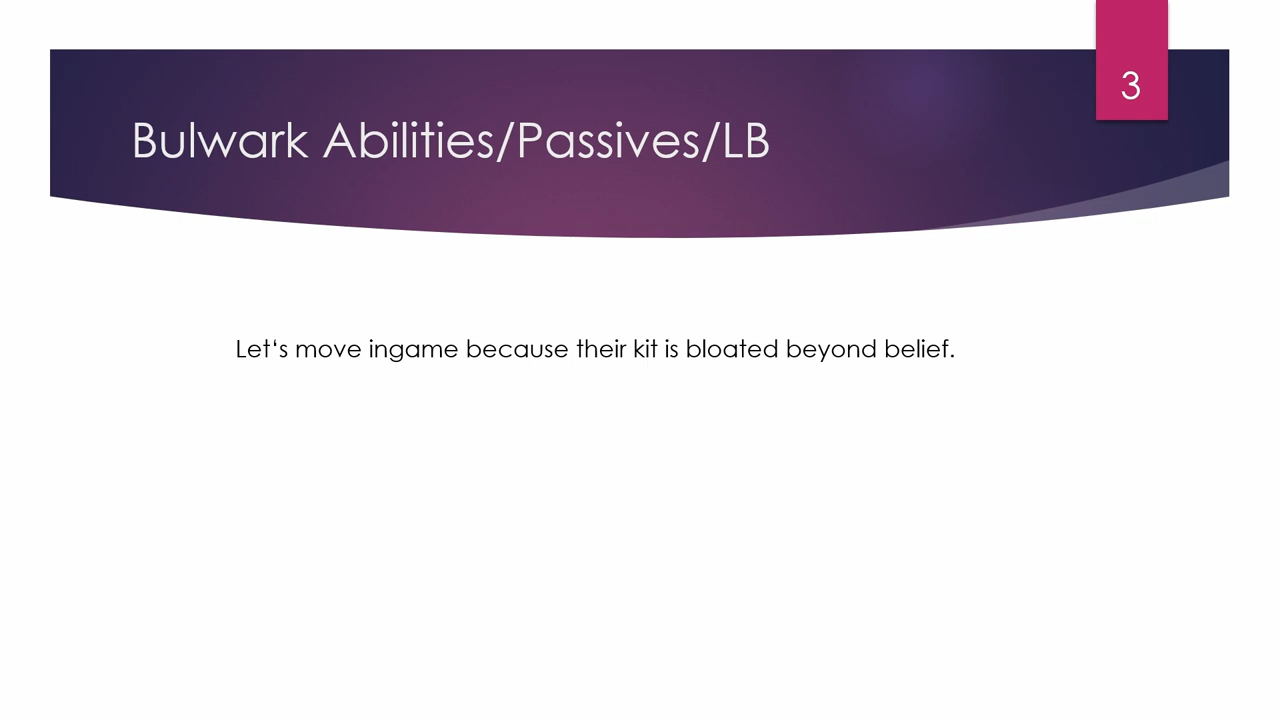 3
Bulwark Abilities/Passives/LB
Let‘s move ingame because their kit is bloated beyond belief.